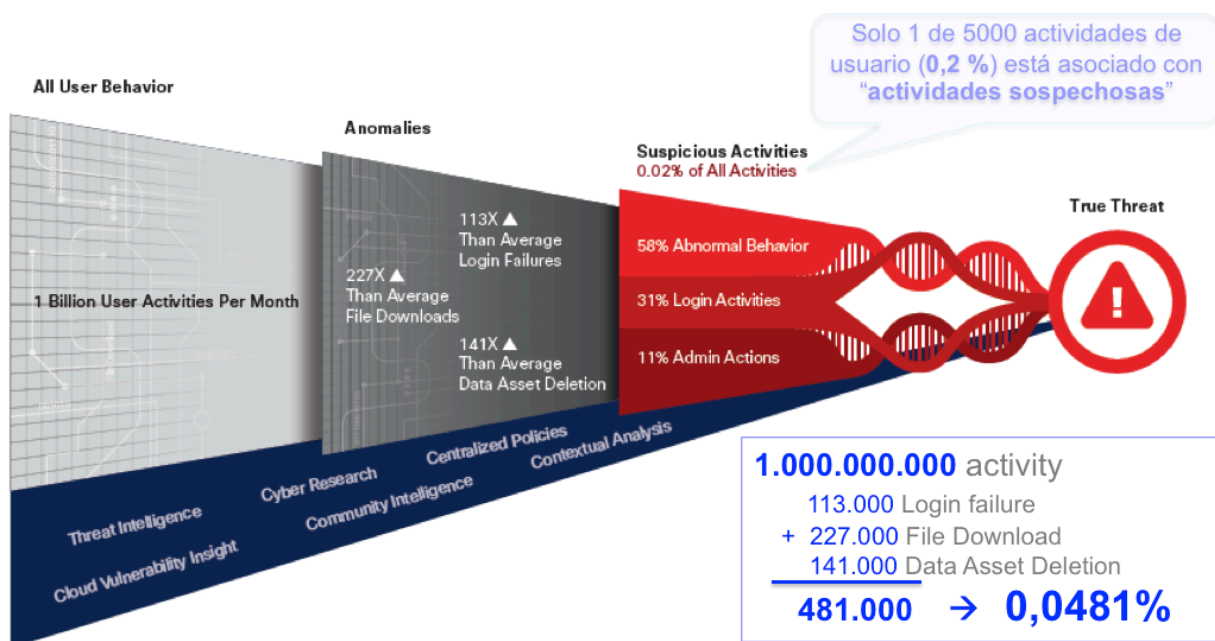 Solo 1 de 5000 actividades de
usuario (0,2 %) está asociado con
“actividades sospechosas”
All User Behavior
Anomalies
Suspicious Activities
0.02% of All Activities
True Threat
1 Billion User Activities Per Month
113X ▲
Than Average
Login Failures
227X ▲
Than Average
File Downloads
141X ▲
Than Average
Data Asset Deletion
58% Abnormal Behavior
31% Login Activities
11% Admin Actions
!
Threat Intelligence
Cyber Research
Centralized Policies
Cloud Vulnerability Insight
Community Intelligence
Contextual Analysis
1.000.000.000 activity
113.000 Login failure
+ 227.000 File Download
141.000 Data Asset Deletion
481.000 → 0,0481%